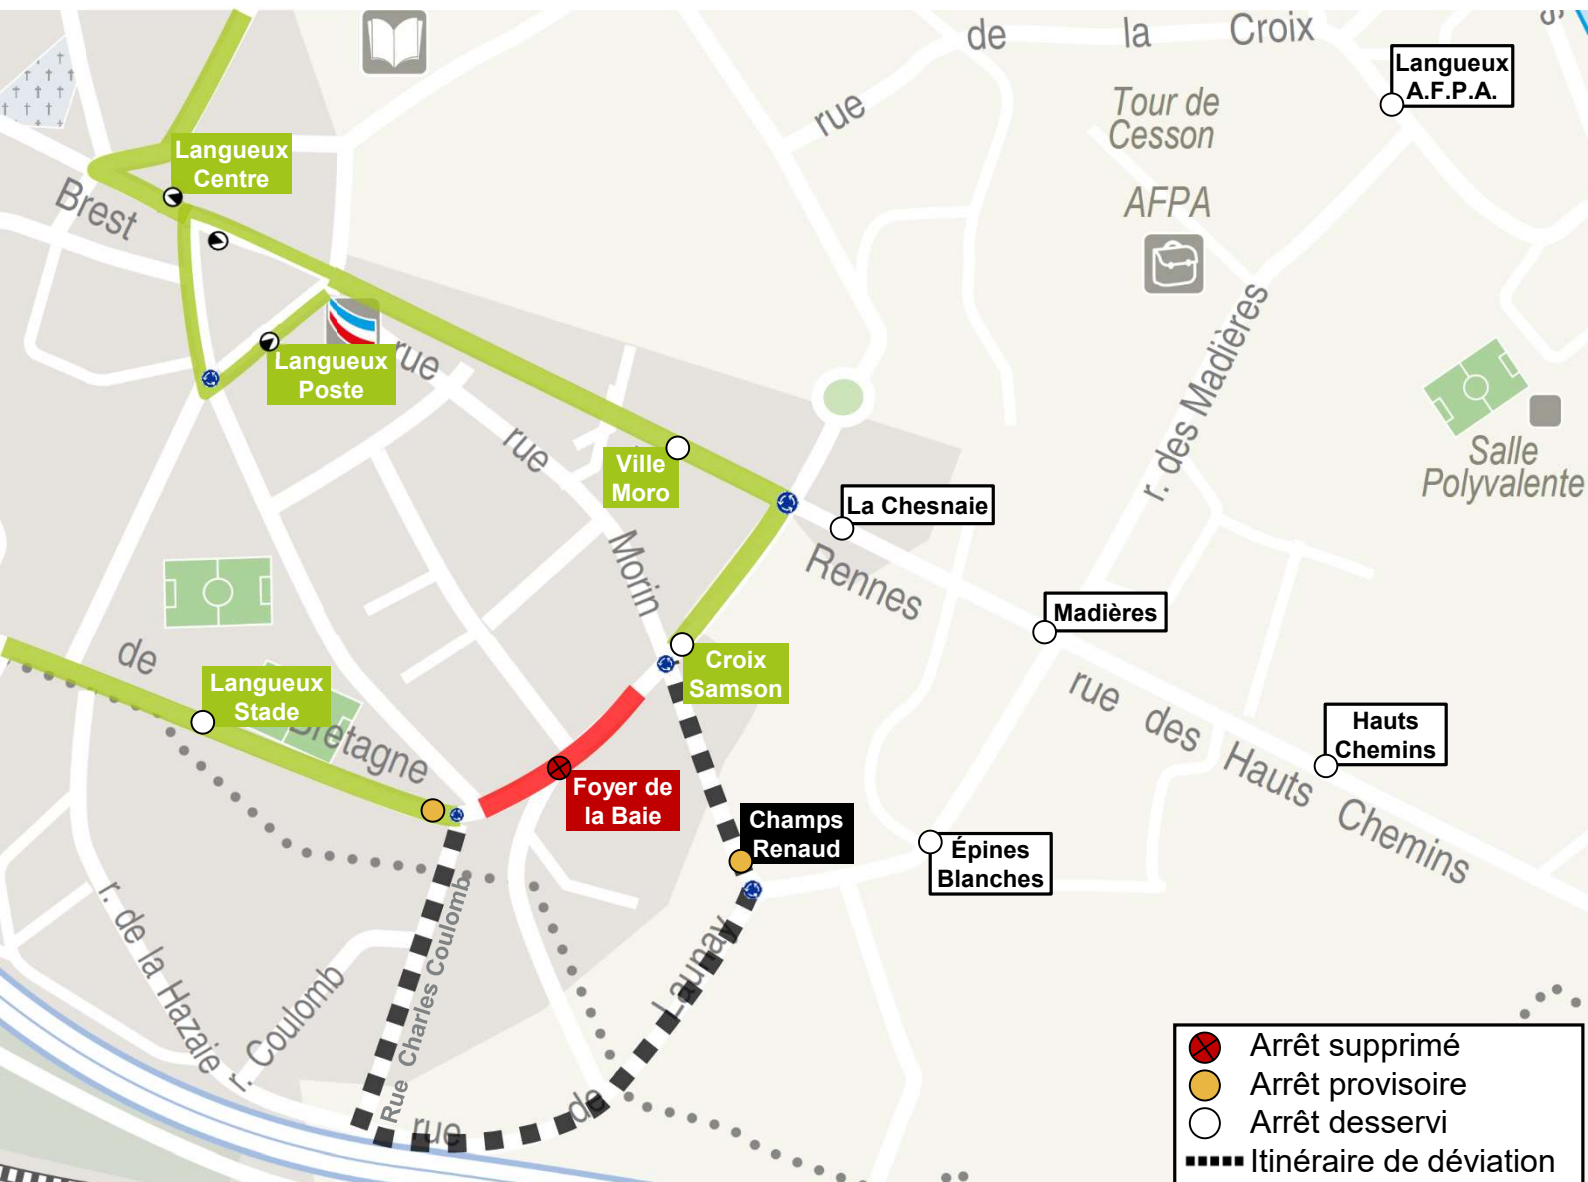 de la Croix
Langueux
A.F.P.A.
rue
Tour de
Cesson
Langueux
Centre
Brest
AFPA
r. des Madières
Langueux
Poste
rue
rue
Ville
Moro
Salle
Polyvalente
La Chesnaie
Rennes
Morin
Madières
de
Croix
Samson
Langueux
Stade
Bretagne
rue des Hauts Chemins
Hauts
Chemins
Foyer de
la Baie
Champs
Renaud
Épines
Blanches
r. de la Hazaie
r. Coulomb
Rue Charles Coulomb
rue de Launay
Arrêt supprimé
Arrêt provisoire
Arrêt desservi
Itinéraire de déviation